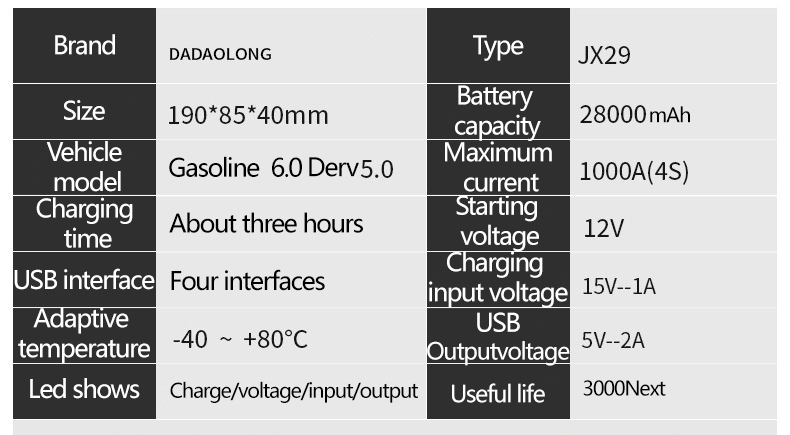 Brand DADAOLONG Type JX29
Size 190*85*40mm Battery
capacity 28000mAh
Vehicle
model Gasoline 6.0 Derv5.0 Maximum
current 1000A(4S)
Charging
time About three hours Starting
voltage 12V
USB interface Four interfaces Charging
input voltage 15V--1A
Adaptive
temperature -40 ~ +80°C USB
Outputvoltage 5V--2A
Led shows Charge/voltage/input/output Useful life 3000Next